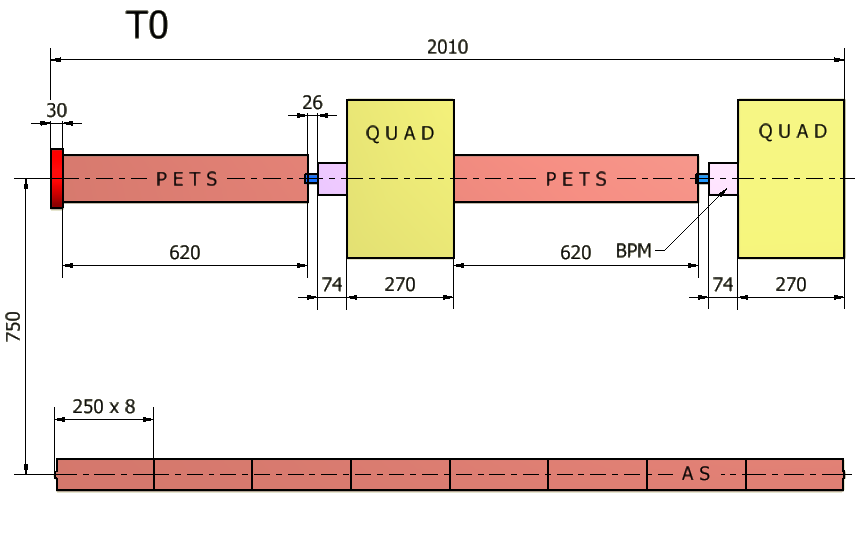 T0
2010
30
26
QUAD
QUAD
PETS
PETS
620
620
BPM
74
270
74
270
750
250 x 8
AS